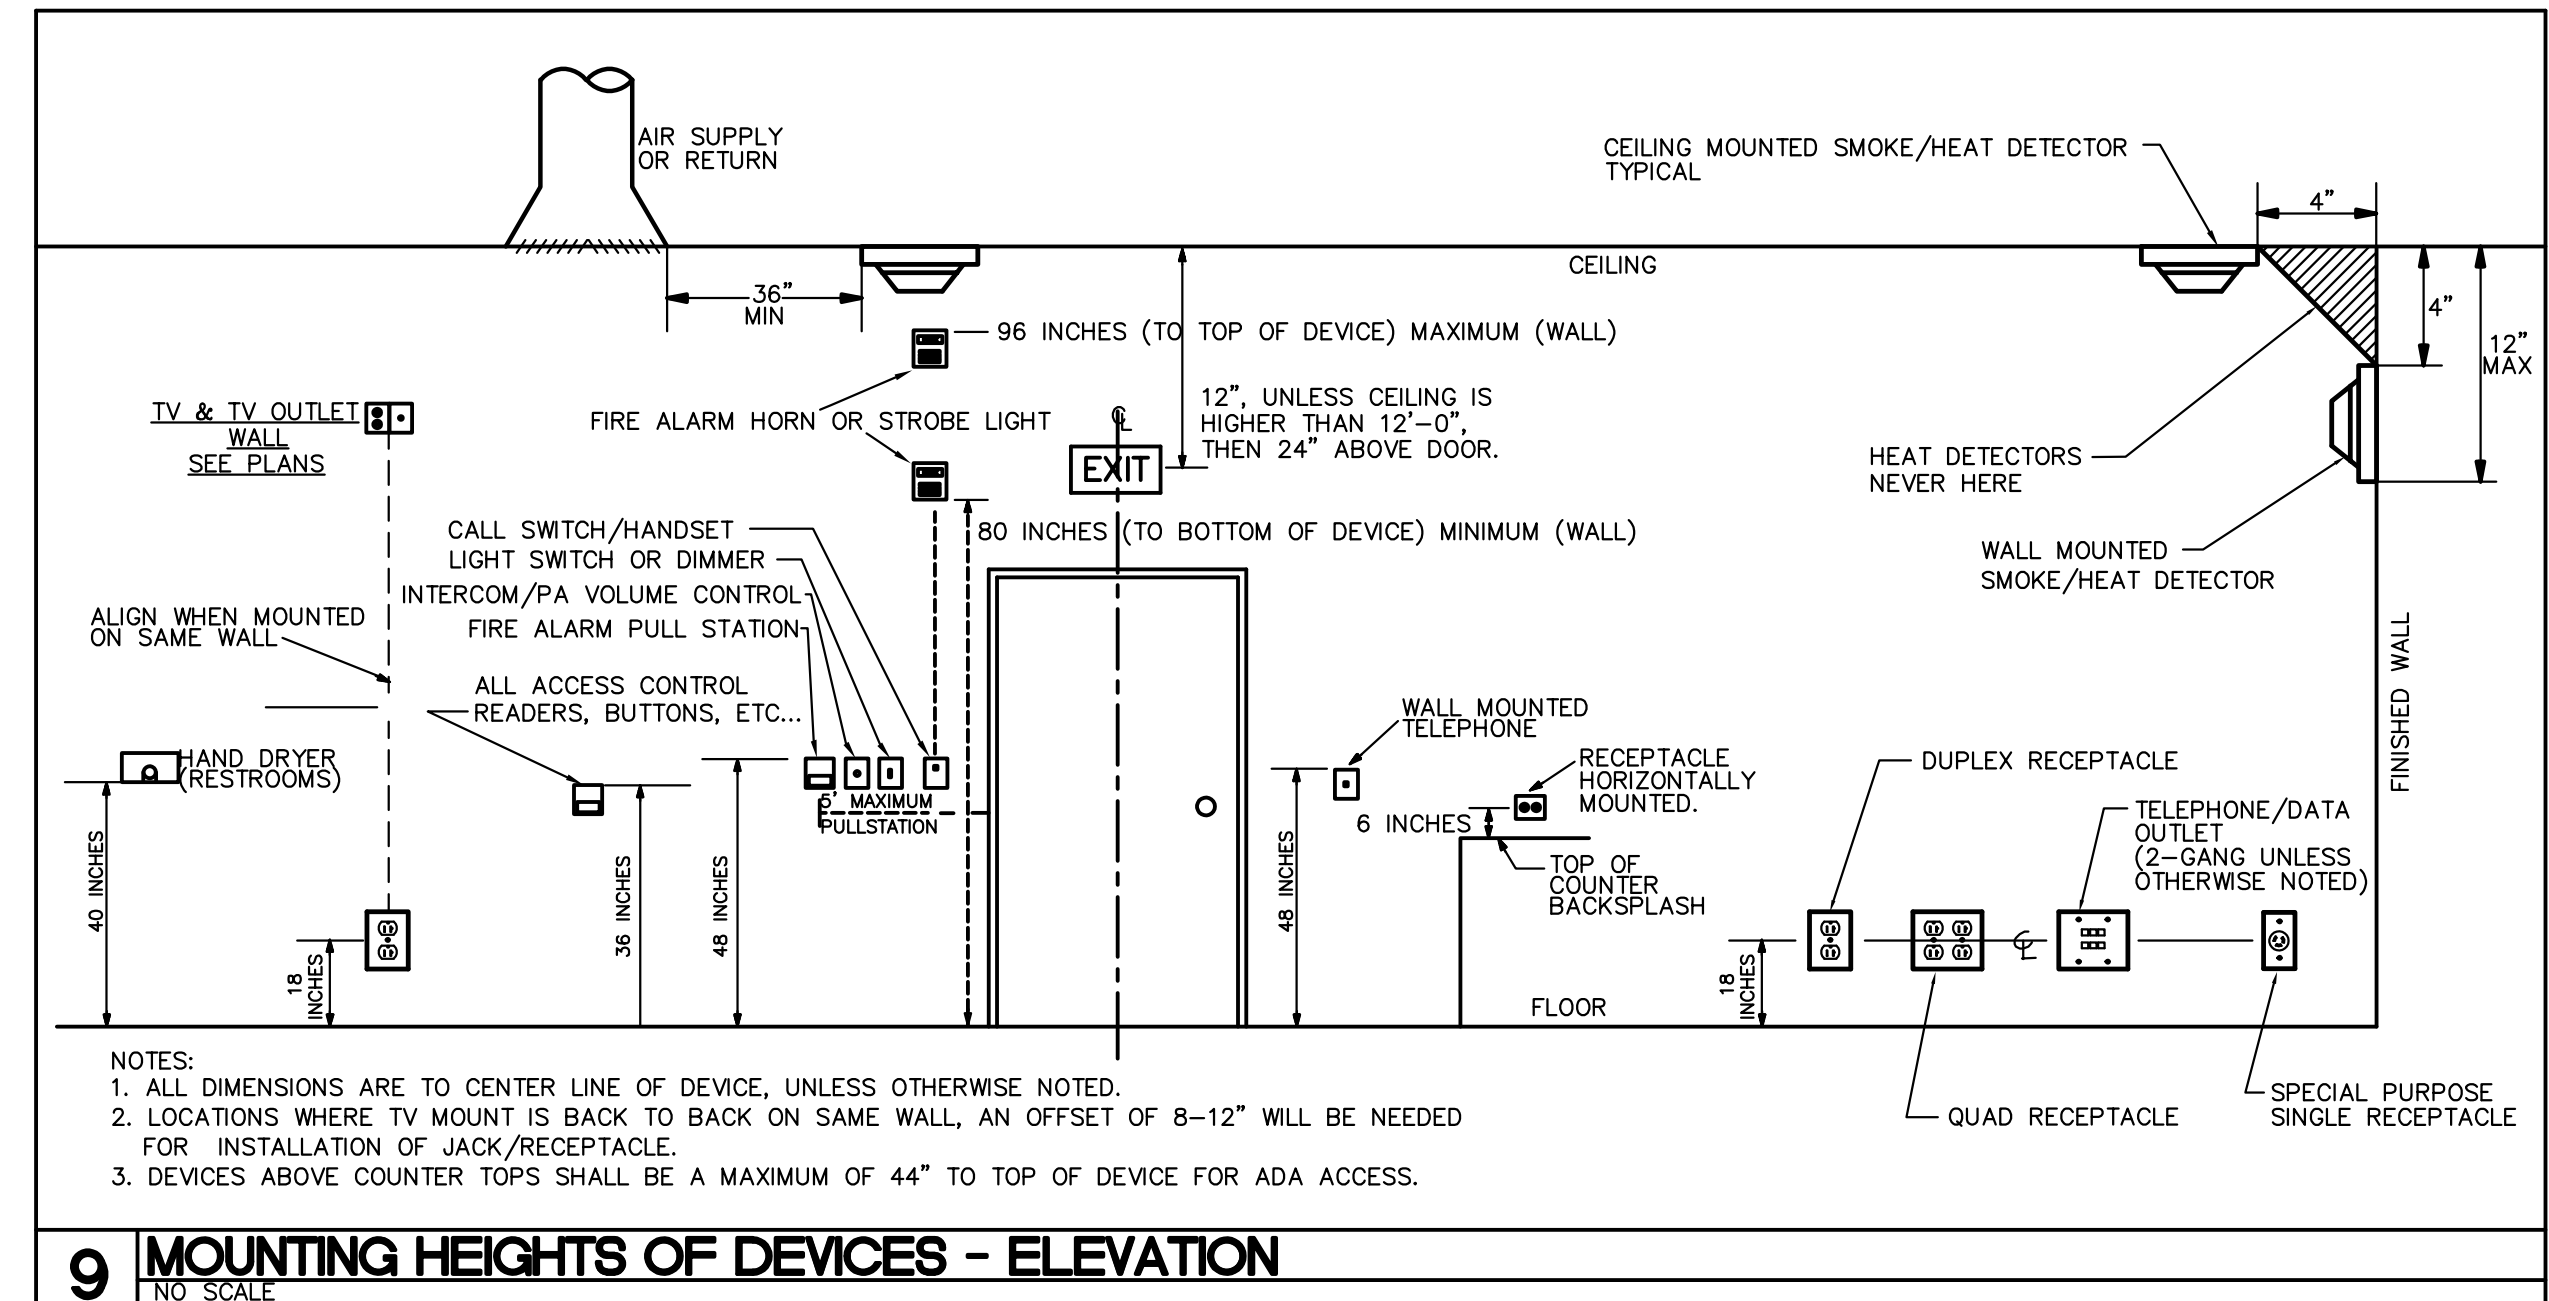 AIR SUPPLY
OR RETURN
CEILING MOUNTED SMOKE/HEAT DETECTOR
TYPICAL
4"
CEILING
36"
MIN
4"
12"
MAX
96 INCHES (TO TOP OF DEVICE) MAXIMUM (WALL)
12", UNLESS CEILING IS
HIGHER THAN 12'-0",
THEN 24" ABOVE DOOR.
TV & TV OUTLET
WALL
SEE PLANS
FIRE ALARM HORN OR STROBE LIGHT
CL
EXIT
HEAT DETECTORS
NEVER HERE
80 INCHES (TO BOTTOM OF DEVICE) MINIMUM (WALL)
WALL MOUNTED
SMOKE/HEAT DETECTOR
CALL SWITCH/HANDSET
LIGHT SWITCH OR DIMMER
INTERCOM/PA VOLUME CONTROL
FIRE ALARM PULL STATION
ALIGN WHEN MOUNTED
ON SAME WALL
ALL ACCESS CONTROL
READERS, BUTTONS, ETC...
FINISHED WALL
WALL MOUNTED
TELEPHONE
HAND DRYER
(RESTROOMS)
RECEPTACLE
HORIZONTALLY
MOUNTED.
DUPLEX RECEPTACLE
5' MAXIMUM
PULLSTATION
6 INCHES
TELEPHONE/DATA
OUTLET
(2-GANG UNLESS
OTHERWISE NOTED)
TOP OF
COUNTER
BACKSPLASH
40 INCHES
18
INCHES
36 INCHES
48 INCHES
48 INCHES
18
INCHES
CL
FLOOR
SPECIAL PURPOSE
SINGLE RECEPTACLE
QUAD RECEPTACLE
NOTES:
1. ALL DIMENSIONS ARE TO CENTER LINE OF DEVICE, UNLESS OTHERWISE NOTED.
2. LOCATIONS WHERE TV MOUNT IS BACK TO BACK ON SAME WALL, AN OFFSET OF 8-12" WILL BE NEEDED
FOR INSTALLATION OF JACK/RECEPTACLE.
3. DEVICES ABOVE COUNTER TOPS SHALL BE A MAXIMUM OF 44" TO TOP OF DEVICE FOR ADA ACCESS.
9
MOUNTING HEIGHTS OF DEVICES - ELEVATION
NO SCALE